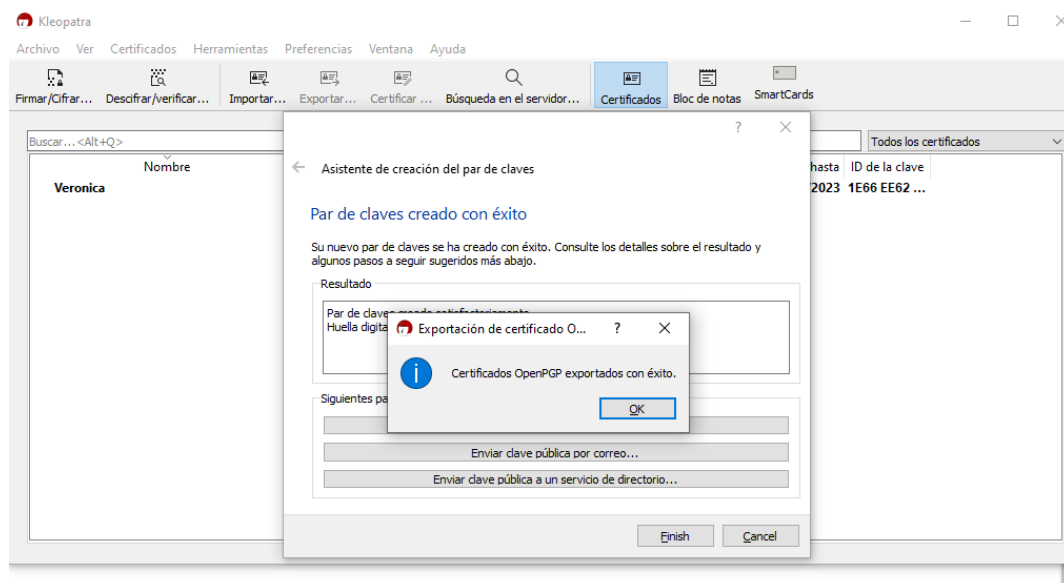 Kleopatra
Archivo Ver Certificados Herramientas Preferencias Ventana Ayuda
Firmar/Cifrar... Descifrar/verificar... Importar... Exportar... Certificar ... Búsqueda en el servidor... Certificados Bloc de notas SmartCards
Buscar...<Alt+Q> Todos los certificados
Nombre hasta ID de la clave
Veronica 2023 1E66 EE62 ...
Asistente de creación del par de claves
Par de claves creado con éxito
Su nuevo par de claves se ha creado con éxito. Consulte los detalles sobre el resultado y
algunos pasos a seguir sugeridos más abajo.
Resultado
Par de claves creado satisfactoriamente.
Huella digita
Exportación de certificado O... ?
Certificados OpenPGP exportados con éxito.
OK
Siguientes pa
Enviar clave pública por correo...
Enviar clave pública a un servicio de directorio...
Finish Cancel